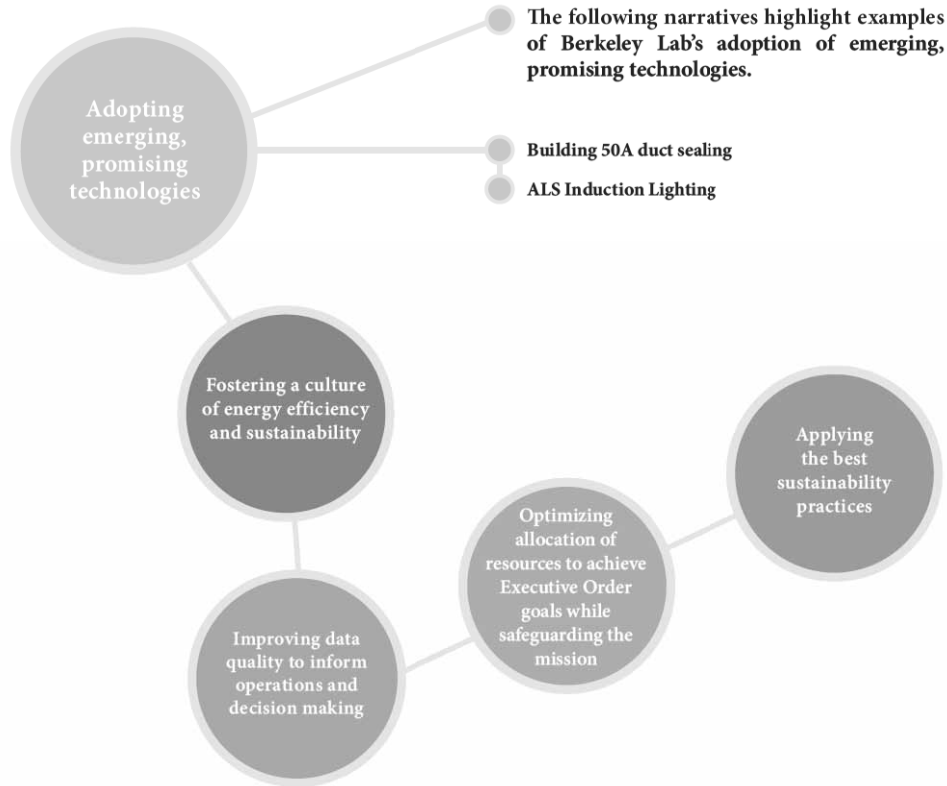 The following narratives highlight examples
of Berkeley Lab's adoption of emerging,
promising technologies.
Adopting
emerging,
promising
technologies
Building 50A duct sealing
ALS Induction Lighting
Fostering a culture
of energy efficiency
and sustainability
Applying
the best
sustainability
practices
Optimizing
allocation of
resources to achieve
Executive Order
goals while
safeguarding the
mission
Improving data
quality to inform
operations and
decision making